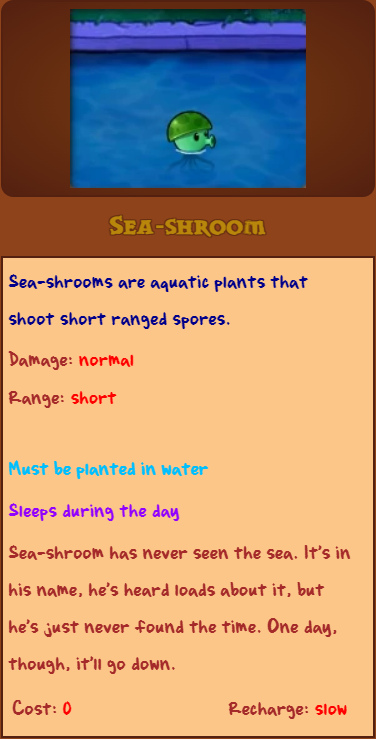 Sea-shroom
Sea-shrooms are aquatic plants that
shoot short ranged spores.
Damage: normal
Range: short
Must be planted in water
Sleeps during the day
Sea-shroom has never seen the sea. It's in
his name, he's heard loads about it, but
he's just never found the time. One day,
though, it'll go down.
Cost: 0 Recharge: slow